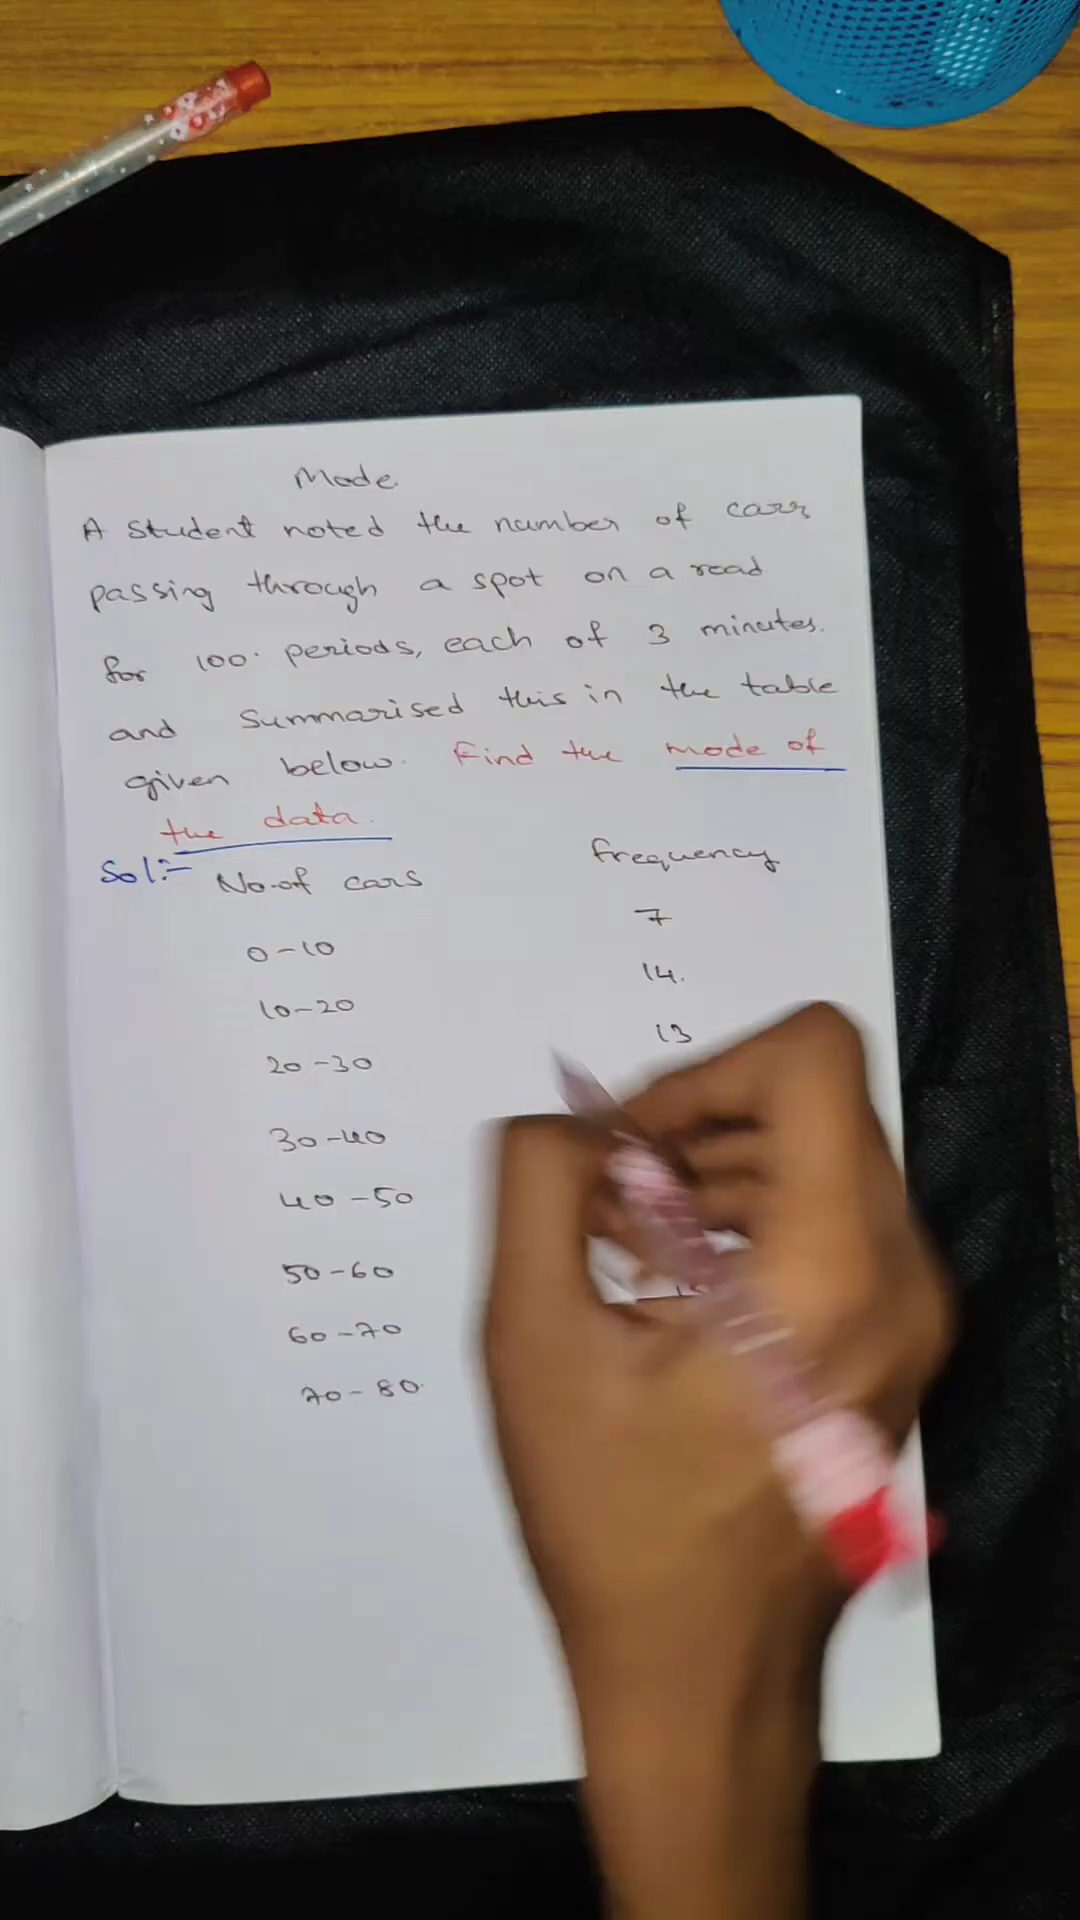 Mode.
A student noted the number of cars
passing through a spot on a road
for 100. periods, each of 3 minutes.
and summarised this in the table
given below. Find the mode of
the data.
Sol:- No. of cars frequency
0-10 7
10-20 14.
20-30 13
30-40
40-50
50-60
60-70
70-80.